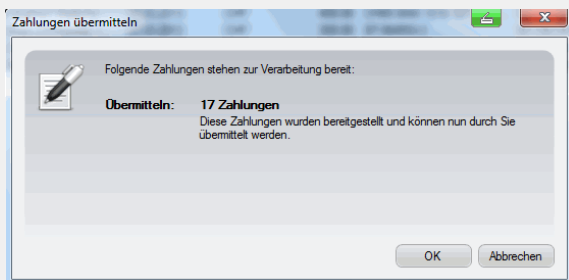 Zahlungen übermitteln
Folgende Zahlungen stehen zur Verarbeitung bereit:
Übermitteln: 17 Zahlungen
Diese Zahlungen wurden bereitgestellt und können nun durch Sie
übermittelt werden.
OK Abbrechen